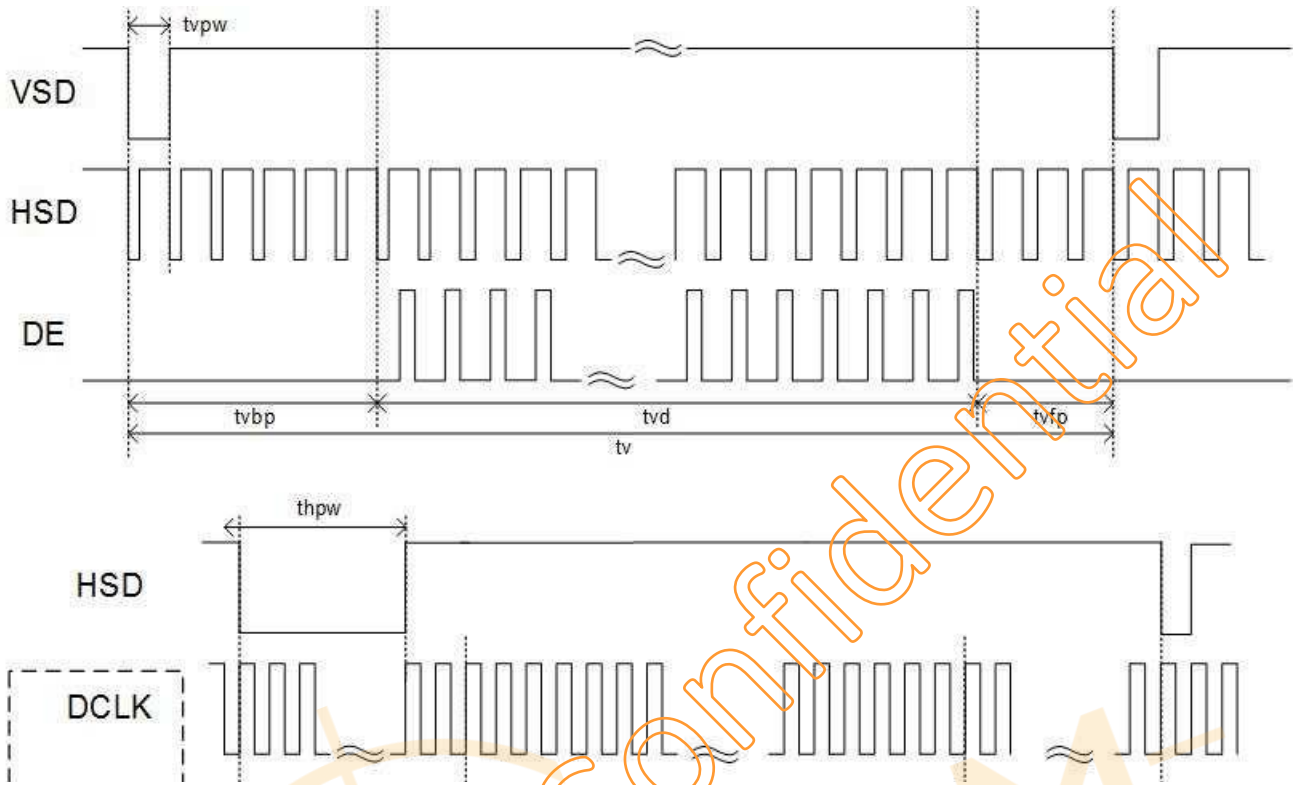 tvpw
VSD
HSD
DE
tvbp
tvd
tvfp
tv
thpw
HSD
DCLK
Confidential